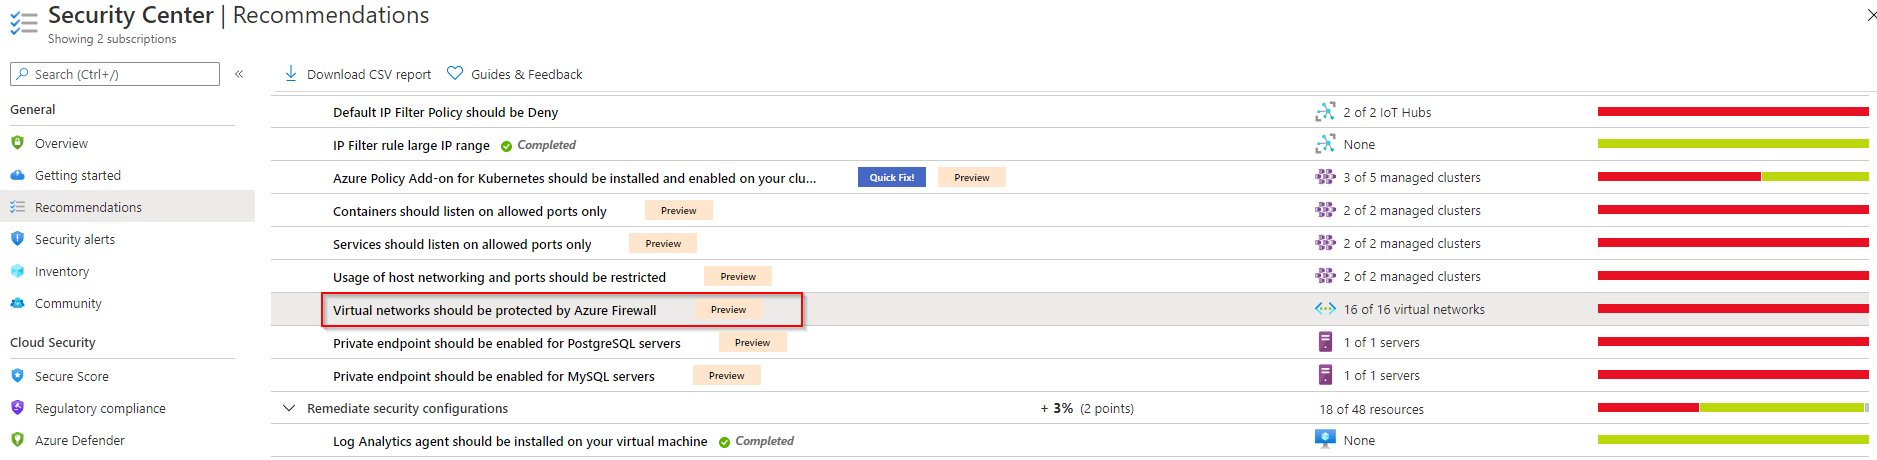 Security Center | Recommendations
Showing 2 subscriptions
Search (Ctrl+/)
«
Download CSV report
Guides & Feedback
General
Overview
Getting started
Recommendations
Security alerts
Inventory
Community
Cloud Security
Secure Score
Regulatory compliance
Azure Defender
Default IP Filter Policy should be Deny 2 of 2 IoT Hubs
IP Filter rule large IP range Completed None
Azure Policy Add-on for Kubernetes should be installed and enabled on your clu... Quick Fix! Preview 3 of 5 managed clusters
Containers should listen on allowed ports only Preview 2 of 2 managed clusters
Services should listen on allowed ports only Preview 2 of 2 managed clusters
Usage of host networking and ports should be restricted Preview 2 of 2 managed clusters
Virtual networks should be protected by Azure Firewall Preview 16 of 16 virtual networks
Private endpoint should be enabled for PostgreSQL servers Preview 1 of 1 servers
Private endpoint should be enabled for MySQL servers Preview 1 of 1 servers
Remediate security configurations + 3% (2 points) 18 of 48 resources
Log Analytics agent should be installed on your virtual machine Completed None